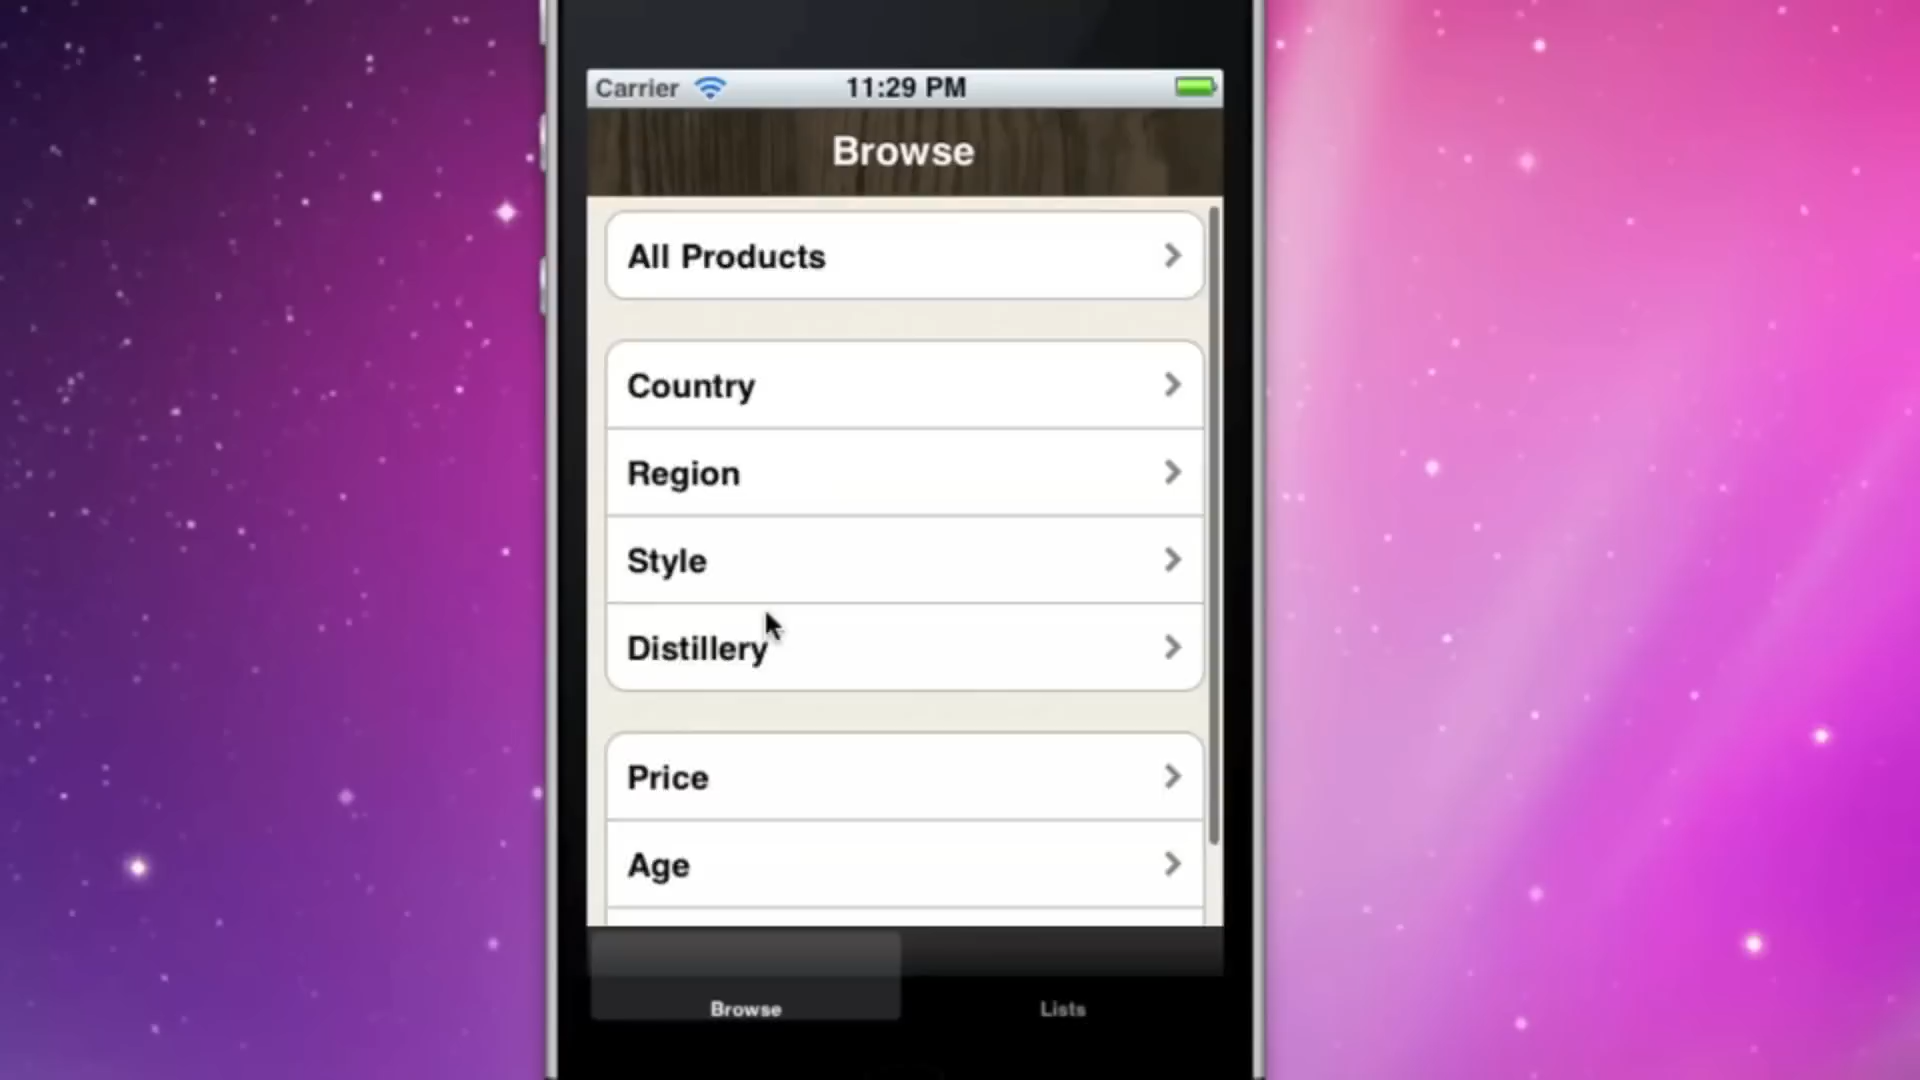 Carrier 11:29 PM
Browse
All Products
Country
Region
Style
Distillery
Price
Age
Browse Lists